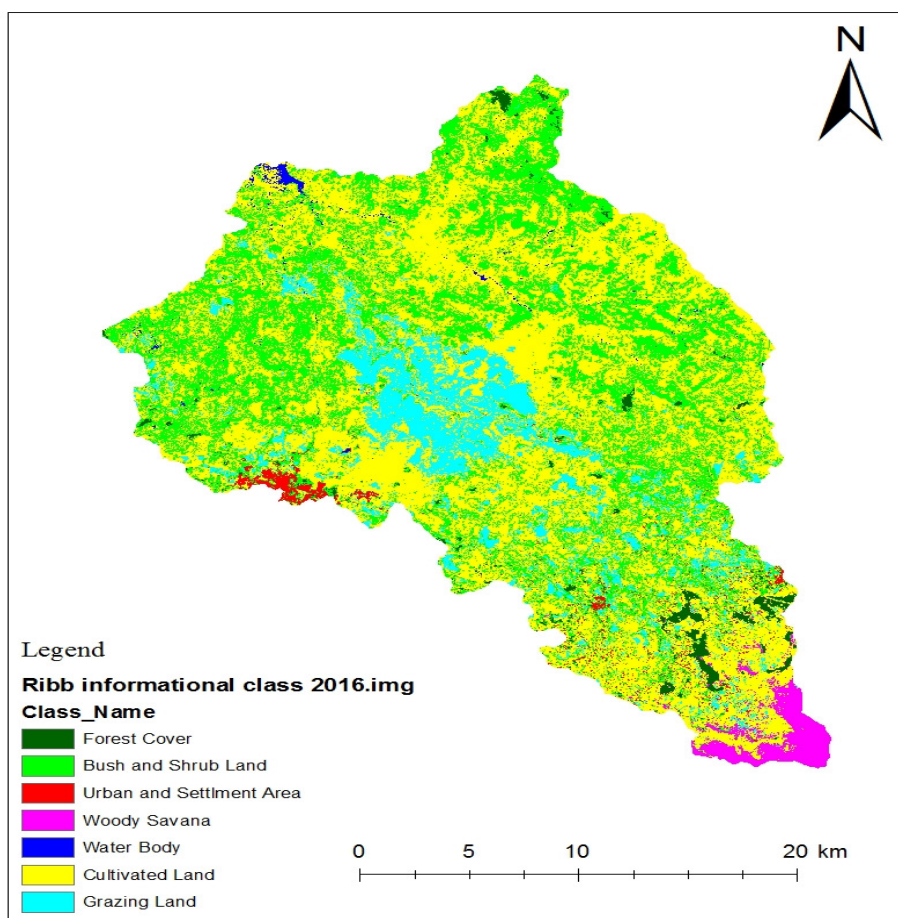 N
Legend
Ribb informational class 2016.img
Class_Name
Forest Cover
Bush and Shrub Land
Urban and Settlment Area
Woody Savana
Water Body
Cultivated Land
Grazing Land
0 5 10 20 km